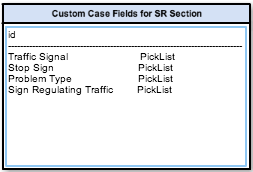 Custom Case Fields for SR Section
id
Traffic Signal PickList
Stop Sign PickList
Problem Type PickList
Sign Regulating Traffic PickList